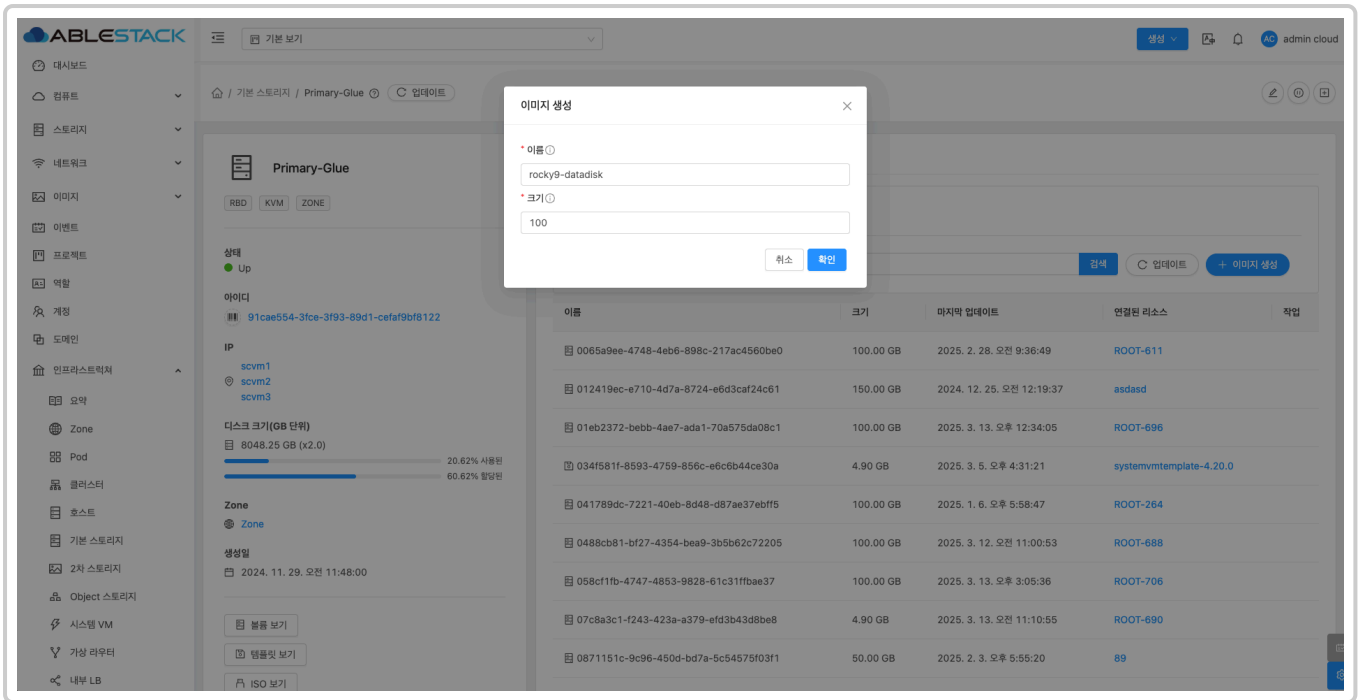 ABLESTACK
기본 보기
생성
AC admin cloud
대시보드
컴퓨트
스토리지
네트워크
이미지
이벤트
프로젝트
역할
계정
도메인
인프라스트럭쳐
요약
Zone
Pod
클러스터
호스트
기본 스토리지
2차 스토리지
Object 스토리지
시스템 VM
가상 라우터
내부 LB
/ 기본 스토리지 / Primary-Glue
업데이트
Primary-Glue
RBD KVM ZONE
상태
Up
아이디
91cae554-3fce-3f93-89d1-cefaf9bf8122
IP
scvm1
scvm2
scvm3
디스크 크기(GB 단위)
8048.25 GB (x2.0)
20.62% 사용된
60.62% 할당된
Zone
Zone
생성일
2024. 11. 29. 오전 11:48:00
볼륨 보기
템플릿 보기
ISO 보기
이미지 생성
* 이름
rocky9-datadisk
* 크기
100
취소 확인
검색 업데이트 + 이미지 생성
이름 크기 마지막 업데이트 연결된 리소스 작업
0065a9ee-4748-4eb6-898c-217ac4560be0 100.00 GB 2025. 2. 28. 오전 9:36:49 ROOT-611
012419ec-e710-4d7a-8724-e6d3caf24c61 150.00 GB 2024. 12. 25. 오전 12:19:37 asdasd
01eb2372-bebb-4ae7-ada1-70a575da08c1 100.00 GB 2025. 3. 13. 오후 12:34:05 ROOT-696
034f581f-8593-4759-856c-e6c6b44ce30a 4.90 GB 2025. 3. 5. 오후 4:31:21 systemvmtemplate-4.20.0
041789dc-7221-40eb-8d48-d87ae37ebff5 100.00 GB 2025. 1. 6. 오후 5:58:47 ROOT-264
0488cb81-bf27-4354-bea9-3b5b62c72205 100.00 GB 2025. 3. 12. 오전 11:00:53 ROOT-688
058cf1fb-4747-4853-9828-61c31ffbae37 100.00 GB 2025. 3. 13. 오후 3:05:36 ROOT-706
07c8a3c1-f243-423a-a379-efd3b43d8be8 4.90 GB 2025. 3. 13. 오전 11:10:55 ROOT-690
0871151c-9c96-450d-bd7a-5c54575f03f1 50.00 GB 2025. 2. 3. 오후 5:55:20 89